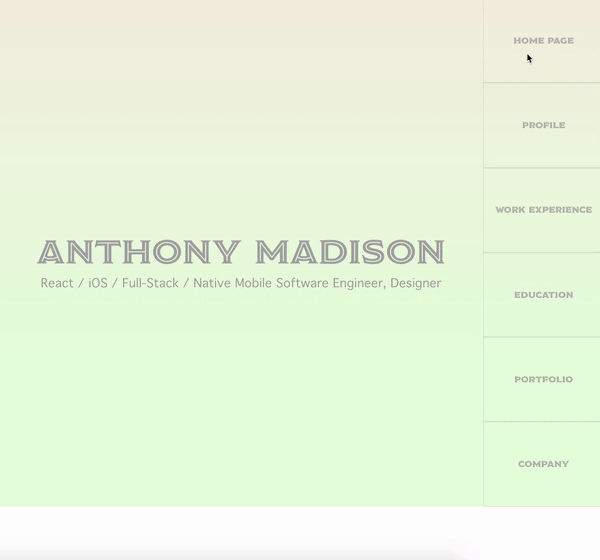 HOME PAGE
PROFILE
WORK EXPERIENCE
ANTHONY MADISON
React / iOS / Full-Stack / Native Mobile Software Engineer, Designer
EDUCATION
PORTFOLIO
COMPANY